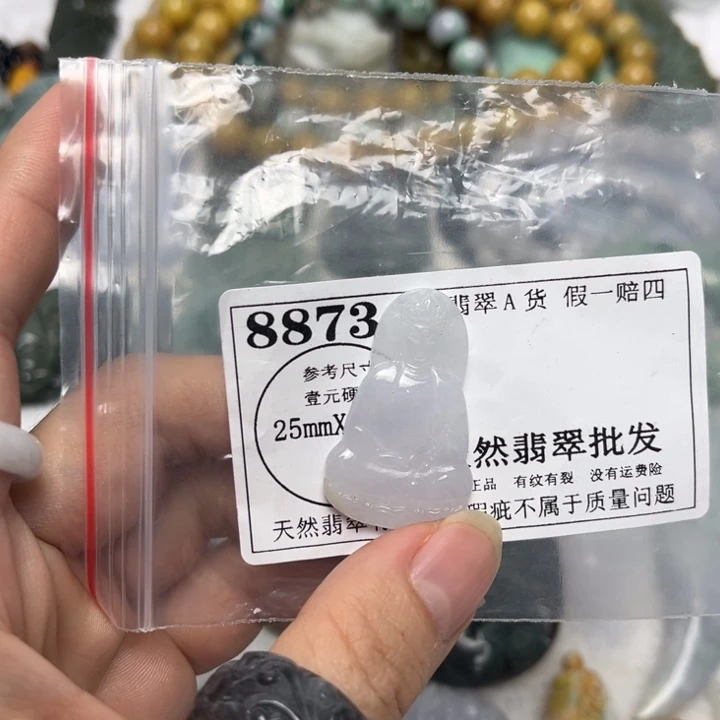 8873
翡翠A货 假一赔四
参考尺寸
壹元硬
25mmX
然翡翠批发
正品 有纹有裂 没有运费险
天然翡翠
瑕疵不属于质量问题